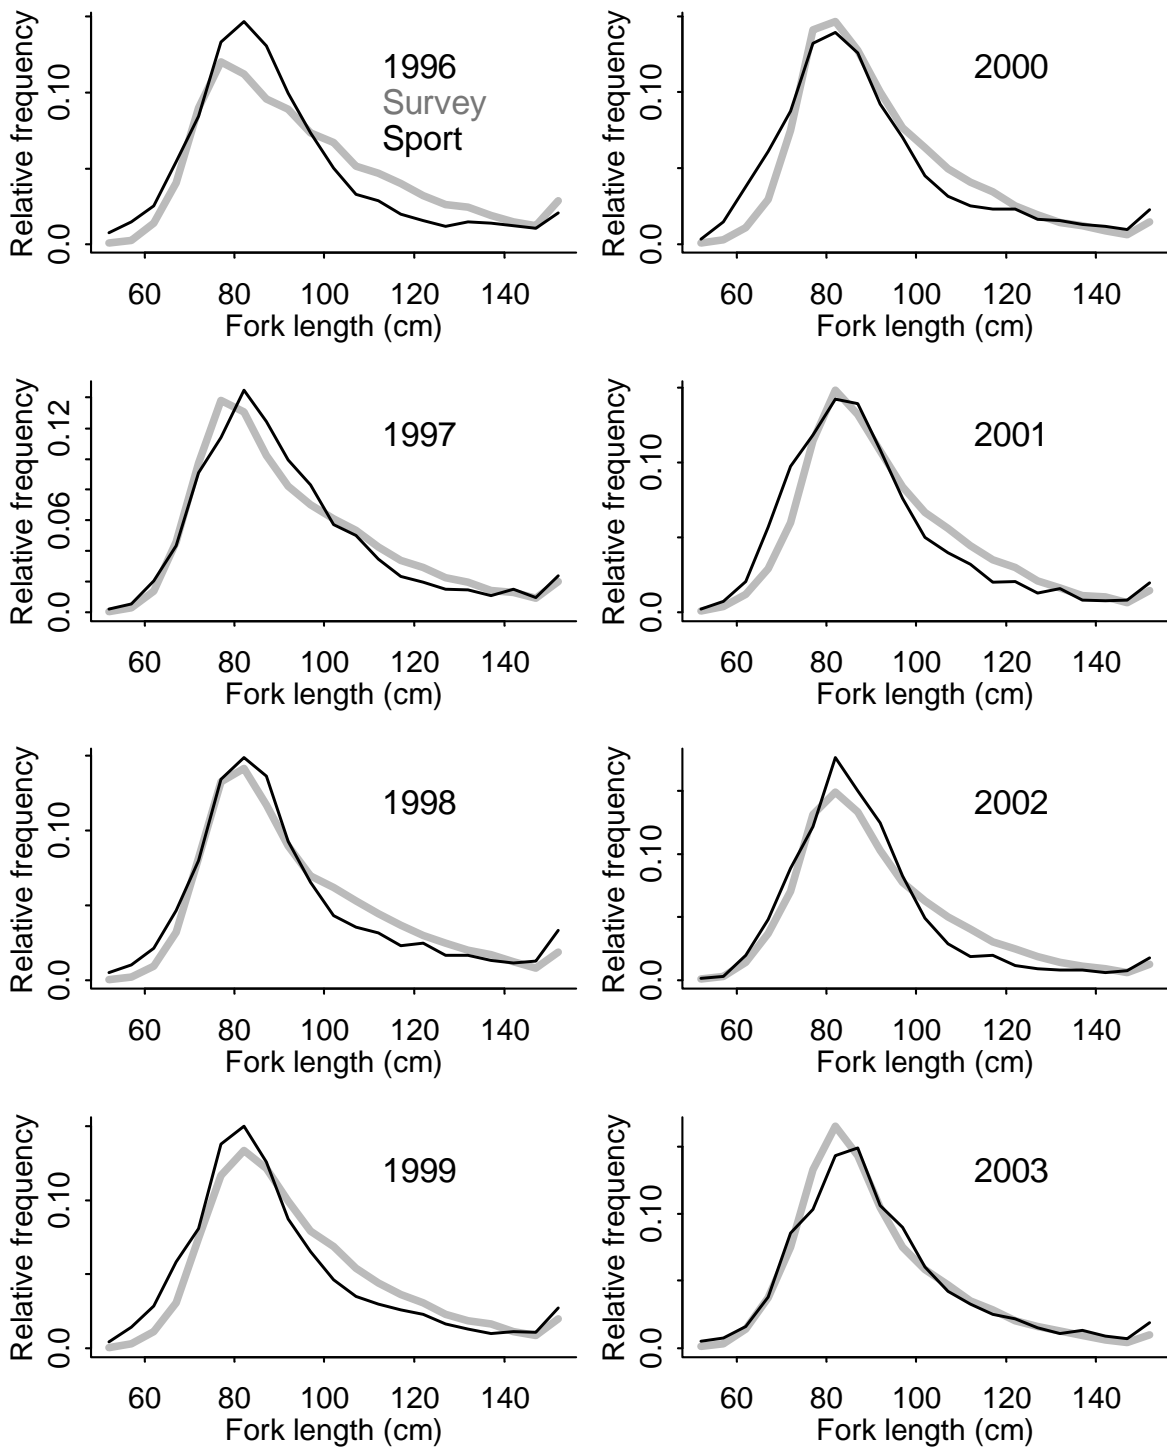 Relative frequency
0.0
0.10
1996
Survey
Sport
60 80 100 120 140
Fork length (cm)
Relative frequency
0.0
0.10
2000
60 80 100 120 140
Fork length (cm)
Relative frequency
0.0
0.06
0.12
1997
60 80 100 120 140
Fork length (cm)
Relative frequency
0.0
0.10
2001
60 80 100 120 140
Fork length (cm)
Relative frequency
0.0
0.10
1998
60 80 100 120 140
Fork length (cm)
Relative frequency
0.0
0.10
2002
60 80 100 120 140
Fork length (cm)
Relative frequency
0.0
0.10
1999
60 80 100 120 140
Fork length (cm)
Relative frequency
0.0
0.10
2003
60 80 100 120 140
Fork length (cm)